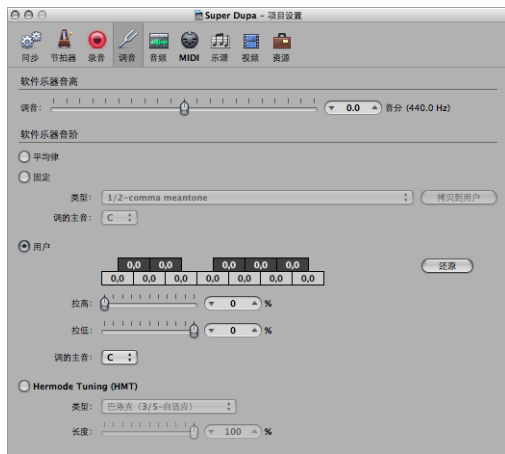 Super Dupa – 项目设置
同步 节拍器 录音 调音 音频 MIDI 乐谱 视频 资源
软件乐器音高
调音: 0.0 音分 (440.0 Hz)
软件乐器音阶
平均律
固定
类型: 1/2-comma meantone 拷贝到用户
调的主音: C
用户
0,0 0,0 0,0 0,0 0,0 还原
0,0 0,0 0,0 0,0 0,0 0,0 0,0
拉高: 0 %
拉低: 0 %
调的主音: C
Hermode Tuning (HMT)
类型: 巴洛克 (3/5-自适应)
长度: 100 %